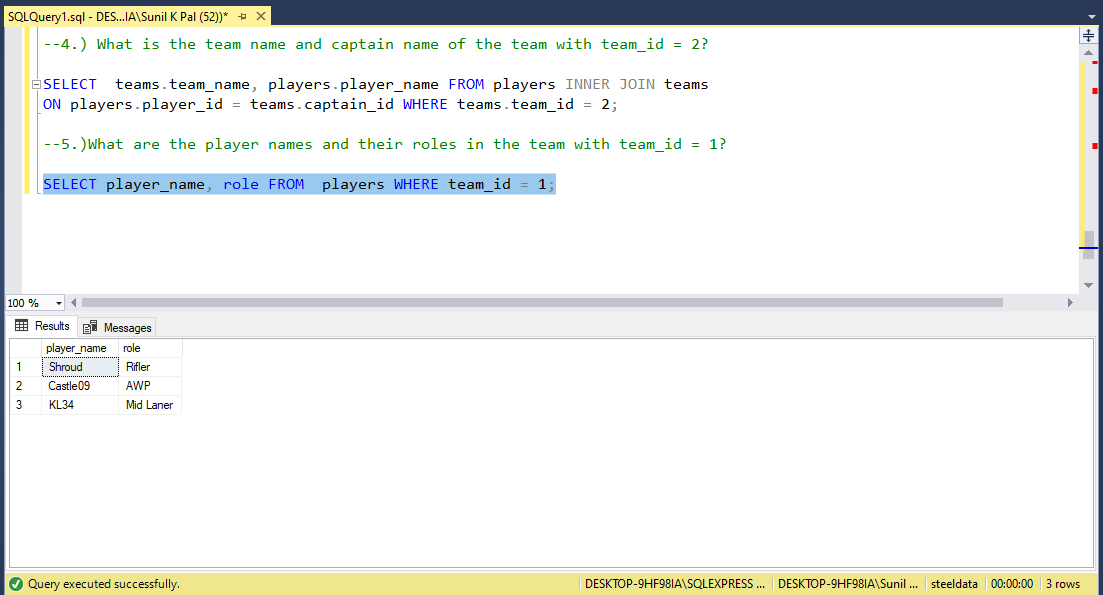 SQLQuery1.sql - DES...IA\Sunil K Pal (52))*
--4.) What is the team name and captain name of the team with team_id = 2?
SELECT  teams.team_name, players.player_name FROM players INNER JOIN teams
ON players.player_id = teams.captain_id WHERE teams.team_id = 2;
--5.)What are the player names and their roles in the team with team_id = 1?
SELECT player_name, role FROM  players WHERE team_id = 1;
100 %
Results Messages
player_name role
1 Shroud Rifler
2 Castle09 AWP
3 KL34 Mid Laner
Query executed successfully. DESKTOP-9HF98IA\SQLEXPRESS ... DESKTOP-9HF98IA\Sunil ... steeldata 00:00:00 3 rows